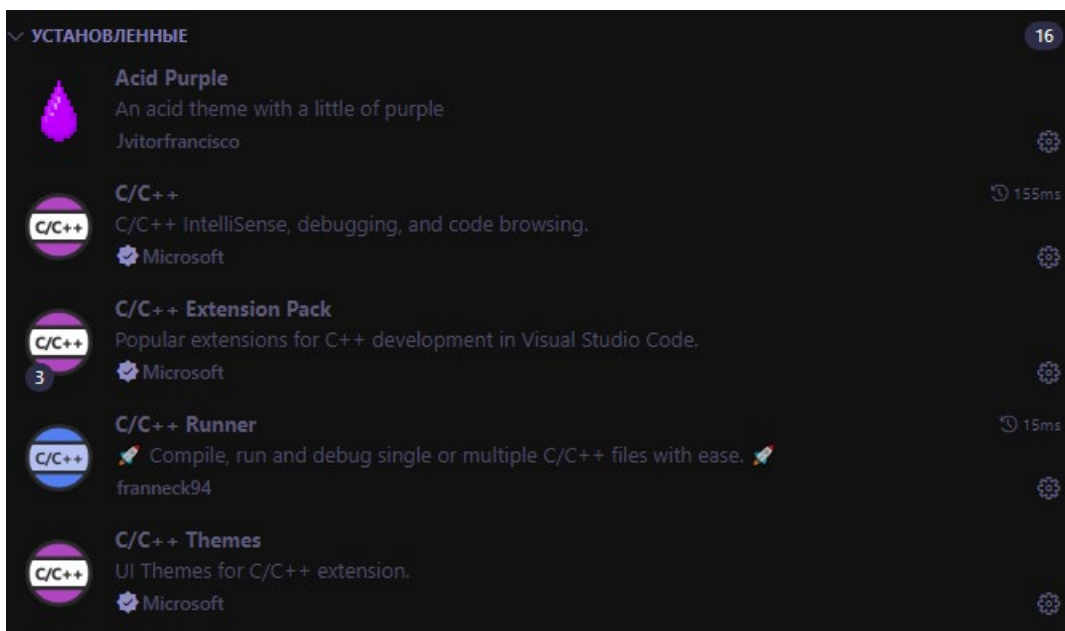 УСТАНОВЛЕННЫЕ 16
Acid Purple
An acid theme with a little of purple
Jvitorfrancisco
C/C++ 155ms
C/C++ C/C++ IntelliSense, debugging, and code browsing.
Microsoft
C/C++ Extension Pack
C/C++ Popular extensions for C++ development in Visual Studio Code.
3 Microsoft
C/C++ Runner 15ms
C/C++ 🚀 Compile, run and debug single or multiple C/C++ files with ease. 🚀
franneck94
C/C++ Themes
C/C++ UI Themes for C/C++ extension.
Microsoft